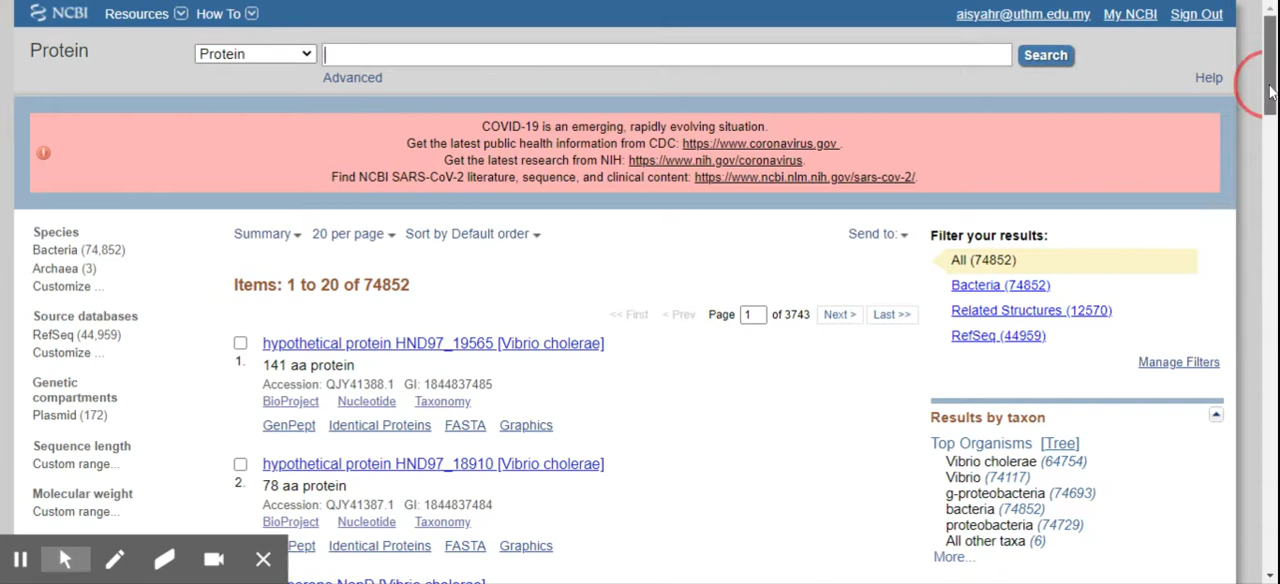 NCBI Resources How To aisyahr@uthm.edu.my My NCBI Sign Out
Protein Protein Search
Advanced Help
COVID-19 is an emerging, rapidly evolving situation.
Get the latest public health information from CDC: https://www.coronavirus.gov .
Get the latest research from NIH: https://www.nih.gov/coronavirus.
Find NCBI SARS-CoV-2 literature, sequence, and clinical content: https://www.ncbi.nlm.nih.gov/sars-cov-2/.
Species
Bacteria (74,852)
Archaea (3)
Customize ...
Source databases
RefSeq (44,959)
Customize ...
Genetic
compartments
Plasmid (172)
Sequence length
Custom range...
Molecular weight
Custom range...
Summary 20 per page Sort by Default order Send to:
Items: 1 to 20 of 74852
<< First < Prev Page 1 of 3743 Next > Last >>
hypothetical protein HND97_19565 [Vibrio cholerae]
1. 141 aa protein
Accession: QJY41388.1 GI: 1844837485
BioProject Nucleotide Taxonomy
GenPept Identical Proteins FASTA Graphics
hypothetical protein HND97_18910 [Vibrio cholerae]
2. 78 aa protein
Accession: QJY41387.1 GI: 1844837484
BioProject Nucleotide Taxonomy
Pept Identical Proteins FASTA Graphics
[Vibrio cholerae]
Filter your results:
All (74852)
Bacteria (74852)
Related Structures (12570)
RefSeq (44959)
Manage Filters
Results by taxon
Top Organisms [Tree]
Vibrio cholerae (64754)
Vibrio (74117)
g-proteobacteria (74693)
bacteria (74852)
proteobacteria (74729)
All other taxa (6)
More...